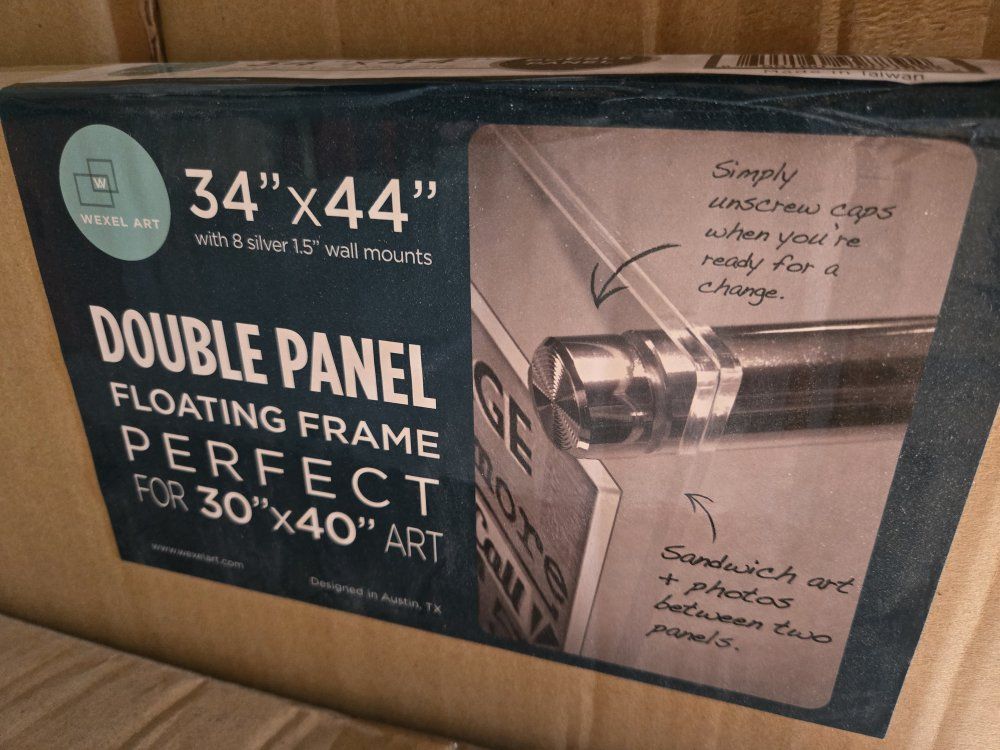 Made in Taiwan
W
WEXEL ART
34”x44”
with 8 silver 1.5” wall mounts
DOUBLE PANEL
FLOATING FRAME
PERFECT
FOR 30”x40” ART
www.wexelart.com
Designed in Austin, TX
Simply
unscrew caps
when you're
ready for a
change.
GE
more
Sandwich art
+ photos
between two
panels.